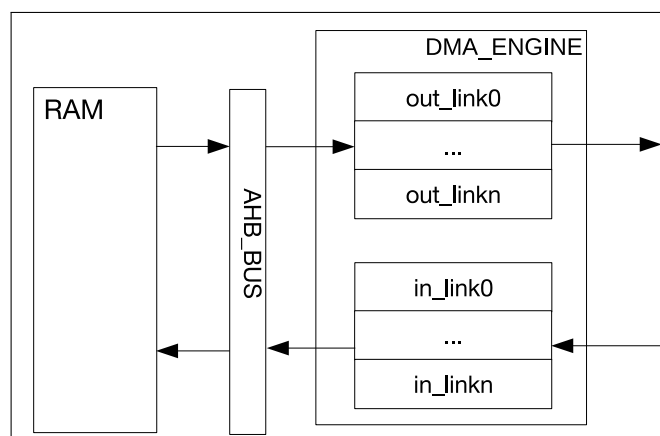 DMA_ENGINE
RAM
out_link0
...
out_linkn
AHB_BUS
in_link0
...
in_linkn